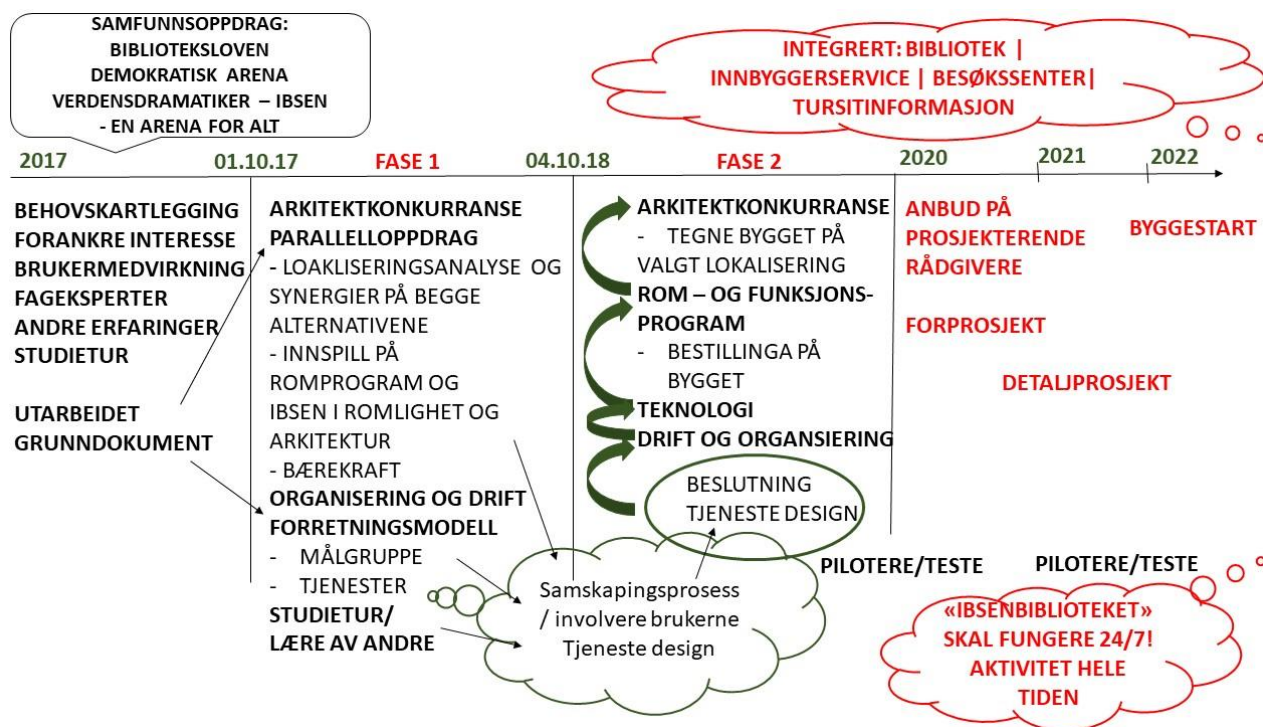 SAMFUNNSOPPDRAG:
BIBLIOTEKSLOVEN
DEMOKRATISK ARENA
VERDENSDRAMATIKER – IBSEN
- EN ARENA FOR ALT
INTEGRERT: BIBLIOTEK |
INNBYGGERSERVICE | BESØKSSENTER|
TURSITINFORMASJON
2017
01.10.17
FASE 1
04.10.18
FASE 2
2020
2021
2022
BEHOVSKARTLEGGING
FORANKRE INTERESSE
BRUKERMEDVIRKNING
FAGEKSPERTER
ANDRE ERFARINGER
STUDIETUR
UTARBEIDET
GRUNNDOKUMENT
ARKITEKTKONKURRANSE
PARALLELLOPPDRAG
- LOAKLISERINGSANALYSE OG
SYNERGIER PÅ BEGGE
ALTERNATIVENE
- INNSPILL PÅ
ROMPROGRAM OG
IBSEN I ROMLIGHET OG
ARKITEKTUR
- BÆREKRAFT
ORGANISERING OG DRIFT
FORRETNINGSMODELL
- MÅLGRUPPE
- TJENESTER
STUDIETUR/
LÆRE AV ANDRE
ARKITEKTKONKURRANSE
- TEGNE BYGGET PÅ
VALGT LOKALISERING
ROM – OG FUNKSJONS-
PROGRAM
- BESTILLINGA PÅ
BYGGET
TEKNOLOGI
DRIFT OG ORGANSIERING
BESLUTNING
TJENESTE DESIGN
Samskapingsprosess
/ involvere brukerne
Tjeneste design
ANBUD PÅ
PROSJEKTERENDE
RÅDGIVERE
FORPROSJEKT
DETALJPROSJEKT
BYGGESTART
PILOTERE/TESTE
PILOTERE/TESTE
«IBSENBIBLIOTEKET»
SKAL FUNGERE 24/7!
AKTIVITET HELE
TIDEN